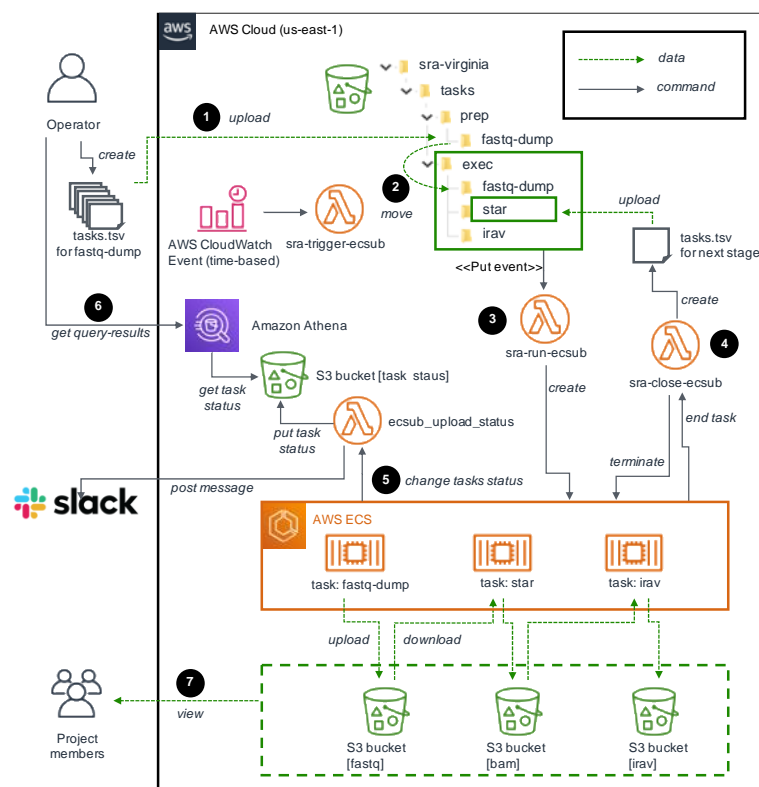 aws
AWS Cloud (us-east-1)
data
command
sra-virginia
tasks
prep
fastq-dump
exec
fastq-dump
star
irav
Operator
1
upload
create
2
move
tasks.tsv
for fastq-dump
AWS CloudWatch
Event (time-based)
sra-trigger-ecsub
upload
tasks.tsv
for next stage
<<Put event>>
create
3
sra-run-ecsub
4
sra-close-ecsub
6
get query-results
Amazon Athena
get task
status
S3 bucket [task staus]
create
end task
put task
status
ecsub_upload_status
terminate
slack
post message
5
change tasks status
AWS ECS
task: fastq-dump
task: star
task: irav
upload
download
7
view
Project
members
S3 bucket
[fastq]
S3 bucket
[bam]
S3 bucket
[irav]